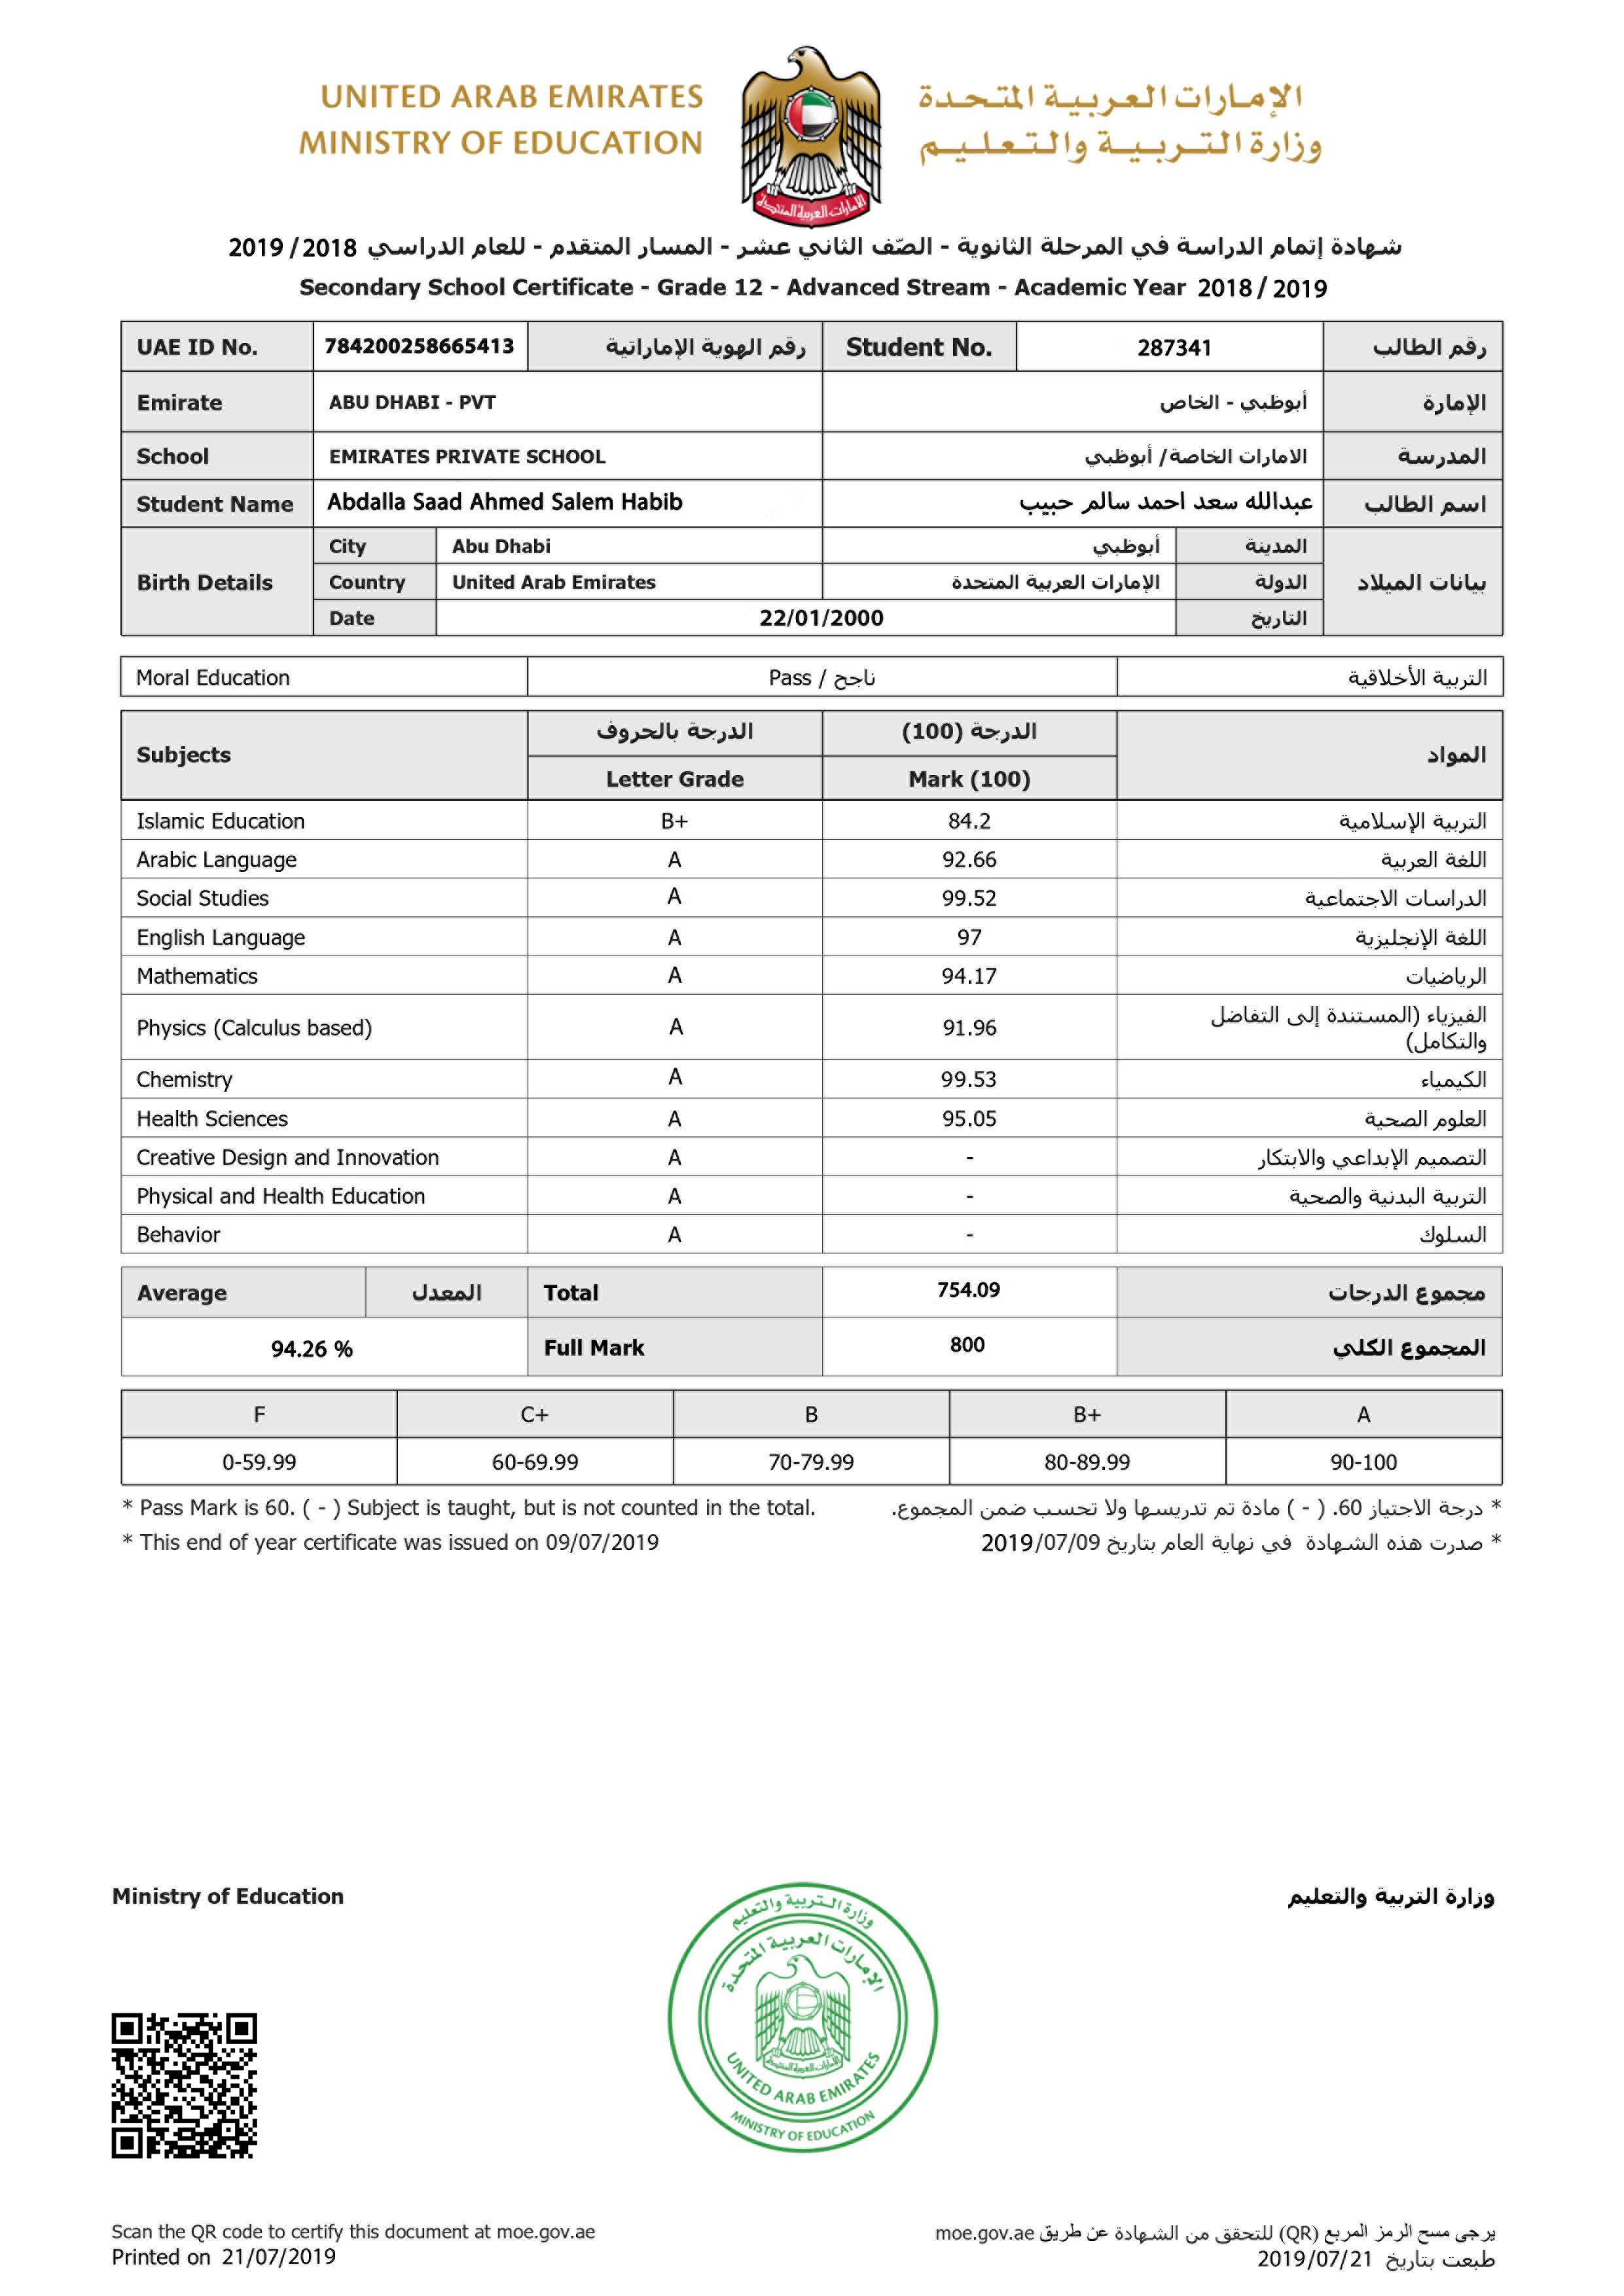 UNITED ARAB EMIRATES
MINISTRY OF EDUCATION
الإمارات العربية المتحدة
وزارة التربية والتعليم
الإمارات العربية المتحدة
شهادة إتمام الدراسة في المرحلة الثانوية - الصّف الثاني عشر - المسار المتقدم - للعام الدراسي 2018/ 2019
Secondary School Certificate - Grade 12 - Advanced Stream - Academic Year 2018 / 2019
UAE ID No. 784200258665413 رقم الهوية الإماراتية Student No. 287341 رقم الطالب
Emirate ABU DHABI - PVT أبوظبي - الخاص الإمارة
School EMIRATES PRIVATE SCHOOL الامارات الخاصة/ أبوظبي المدرسة
Student Name Abdalla Saad Ahmed Salem Habib عبدالله سعد احمد سالم حبيب اسم الطالب
Birth Details بيانات الميلاد
City Abu Dhabi أبوظبي المدينة
Country United Arab Emirates الإمارات العربية المتحدة الدولة
Date 22/01/2000 التاريخ
Moral Education Pass / ناجح التربية الأخلاقية
Subjects الدرجة بالحروف الدرجة (100) المواد
Letter Grade Mark (100)
Islamic Education B+ 84.2 التربية الإسلامية
Arabic Language A 92.66 اللغة العربية
Social Studies A 99.52 الدراسات الاجتماعية
English Language A 97 اللغة الإنجليزية
Mathematics A 94.17 الرياضيات
Physics (Calculus based) A 91.96 الفيزياء (المستندة إلى التفاضل
والتكامل)
Chemistry A 99.53 الكيمياء
Health Sciences A 95.05 العلوم الصحية
Creative Design and Innovation A - التصميم الإبداعي والابتكار
Physical and Health Education A - التربية البدنية والصحية
Behavior A - السلوك
Average المعدل Total 754.09 مجموع الدرجات
94.26 % Full Mark 800 المجموع الكلي
F C+ B B+ A
0-59.99 60-69.99 70-79.99 80-89.99 90-100
* Pass Mark is 60. ( - ) Subject is taught, but is not counted in the total.
* درجة الاجتياز 60. ( - ) مادة تم تدريسها ولا تحسب ضمن المجموع.
* This end of year certificate was issued on 09/07/2019
* صدرت هذه الشهادة في نهاية العام بتاريخ 2019/07/09
Ministry of Education
وزارة التربية والتعليم
وزارة التربية والتعليم
الإمارات العربية المتحدة
الإمارات العربية المتحدة
UNITED ARAB EMIRATES
MINISTRY OF EDUCATION
Scan the QR code to certify this document at moe.gov.ae
يرجى مسح الرمز المربع (QR) للتحقق من الشهادة عن طريق moe.gov.ae
Printed on 21/07/2019
طبعت بتاريخ 2019/07/21